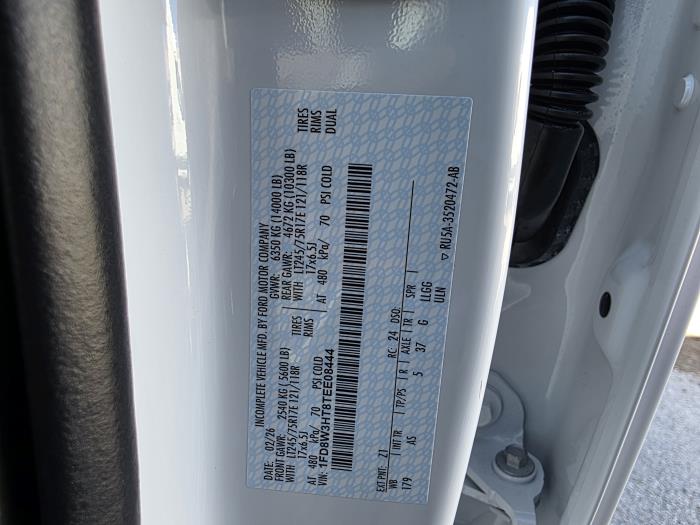 INCOMPLETE VEHICLE MFD. BY FORD MOTOR COMPANY
DATE: 02/26 GVWR: 6350 KG (14000 LB)
FRONT GAWR: 2540 KG ( 5600 LB) REAR GAWR: 4672 KG (10300 LB)
WITH LT245/75R17E 121/118R TIRES WITH LT245/75R17E 121/118R TIRES
17x6.5J RIMS 17x6.5J RIMS
AT 480 kPa/ 70 PSI COLD AT 480 kPa/ 70 PSI COLD DUAL
VIN: 1FD8W3HT8TEE08444
EXT PNT: Z1 RC: 24 DSO:
WB | INT TR | TP/PS | R | AXLE | TR | SPR |
179 AS 5 37 G LLGG
ULN
▽ RU5A-3520472-AB